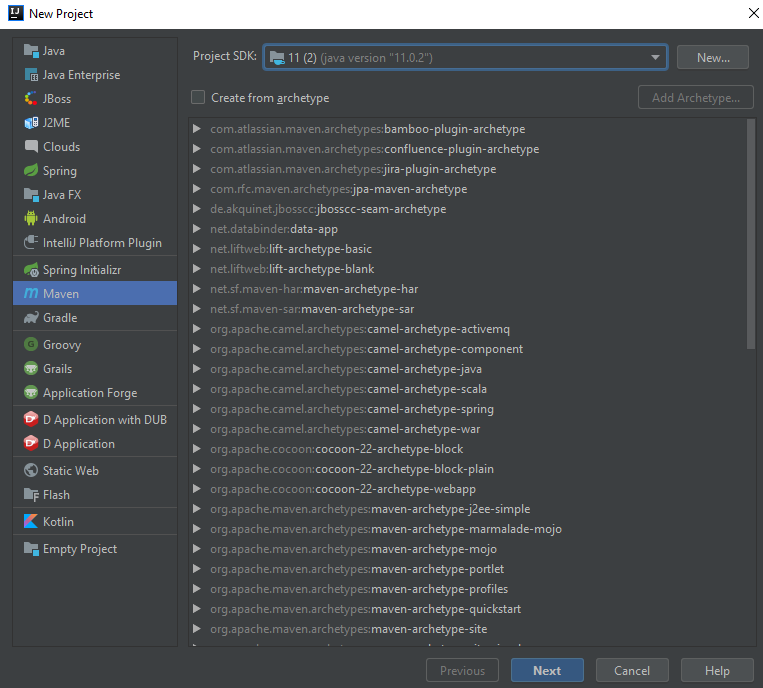 IJ New Project
Java
Java Enterprise
JBoss
J2ME
Clouds
Spring
Java FX
Android
IntelliJ Platform Plugin
Spring Initializr
Maven
Gradle
Groovy
Grails
Application Forge
D Application with DUB
D Application
Static Web
Flash
Kotlin
Empty Project
Project SDK: 11 (2) (java version "11.0.2") New...
Create from archetype Add Archetype...
com.atlassian.maven.archetypes:bamboo-plugin-archetype
com.atlassian.maven.archetypes:confluence-plugin-archetype
com.atlassian.maven.archetypes:jira-plugin-archetype
com.rfc.maven.archetypes:jpa-maven-archetype
de.akquinet.jbosscc:jbosscc-seam-archetype
net.databinder:data-app
net.liftweb:lift-archetype-basic
net.liftweb:lift-archetype-blank
net.sf.maven-har:maven-archetype-har
net.sf.maven-sar:maven-archetype-sar
org.apache.camel.archetypes:camel-archetype-activemq
org.apache.camel.archetypes:camel-archetype-component
org.apache.camel.archetypes:camel-archetype-java
org.apache.camel.archetypes:camel-archetype-scala
org.apache.camel.archetypes:camel-archetype-spring
org.apache.camel.archetypes:camel-archetype-war
org.apache.cocoon:cocoon-22-archetype-block
org.apache.cocoon:cocoon-22-archetype-block-plain
org.apache.cocoon:cocoon-22-archetype-webapp
org.apache.maven.archetypes:maven-archetype-j2ee-simple
org.apache.maven.archetypes:maven-archetype-marmalade-mojo
org.apache.maven.archetypes:maven-archetype-mojo
org.apache.maven.archetypes:maven-archetype-portlet
org.apache.maven.archetypes:maven-archetype-profiles
org.apache.maven.archetypes:maven-archetype-quickstart
org.apache.maven.archetypes:maven-archetype-site
Previous Next Cancel Help